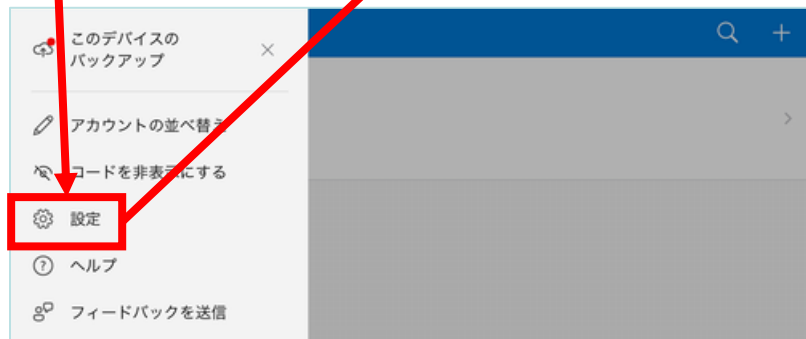 このデバイスの
バックアップ
アカウントの並べ替え
コードを非表示にする
設定
ヘルプ
フィードバックを送信